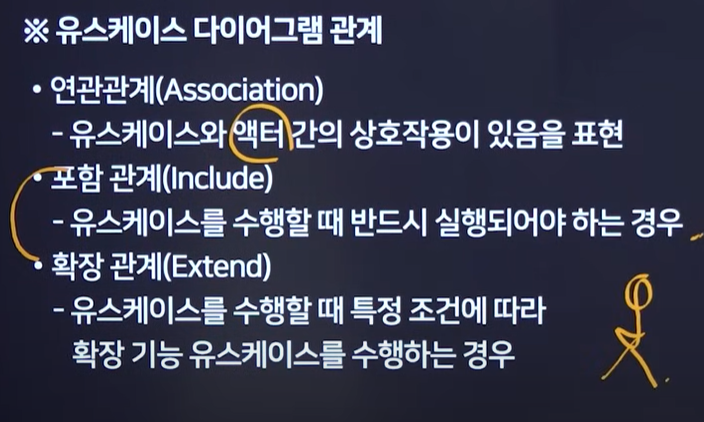 ※ 유스케이스 다이어그램 관계
• 연관관계(Association)
- 유스케이스와 액터 간의 상호작용이 있음을 표현
• 포함 관계(Include)
- 유스케이스를 수행할 때 반드시 실행되어야 하는 경우
• 확장 관계(Extend)
- 유스케이스를 수행할 때 특정 조건에 따라
확장 기능 유스케이스를 수행하는 경우